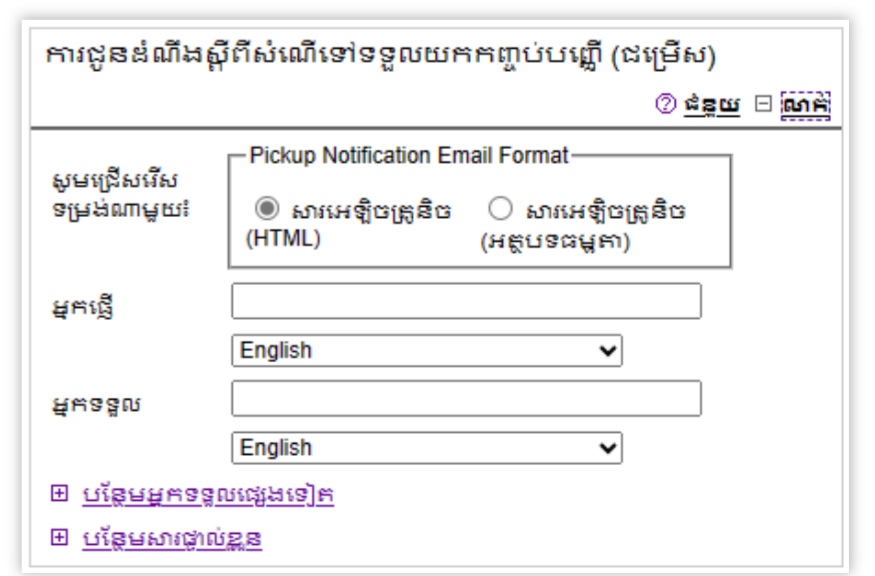 ការជូនដំណឹងស្ដីពីសំណើទៅទទួលយកកញ្ចប់បញ្ញើ (ជម្រើស)
ជំនួយ លាក់
Pickup Notification Email Format
សូមជ្រើសរើស
ទម្រង់ណាមួយ៖
សារអេឡិចត្រូនិច
(HTML)
សារអេឡិចត្រូនិច
(អត្ថបទធម្មតា)
អ្នកផ្ញើ
English
អ្នកទទួល
English
បន្ថែមអ្នកទទួលផ្សេងទៀត
បន្ថែមសារផ្ទាល់ខ្លួន